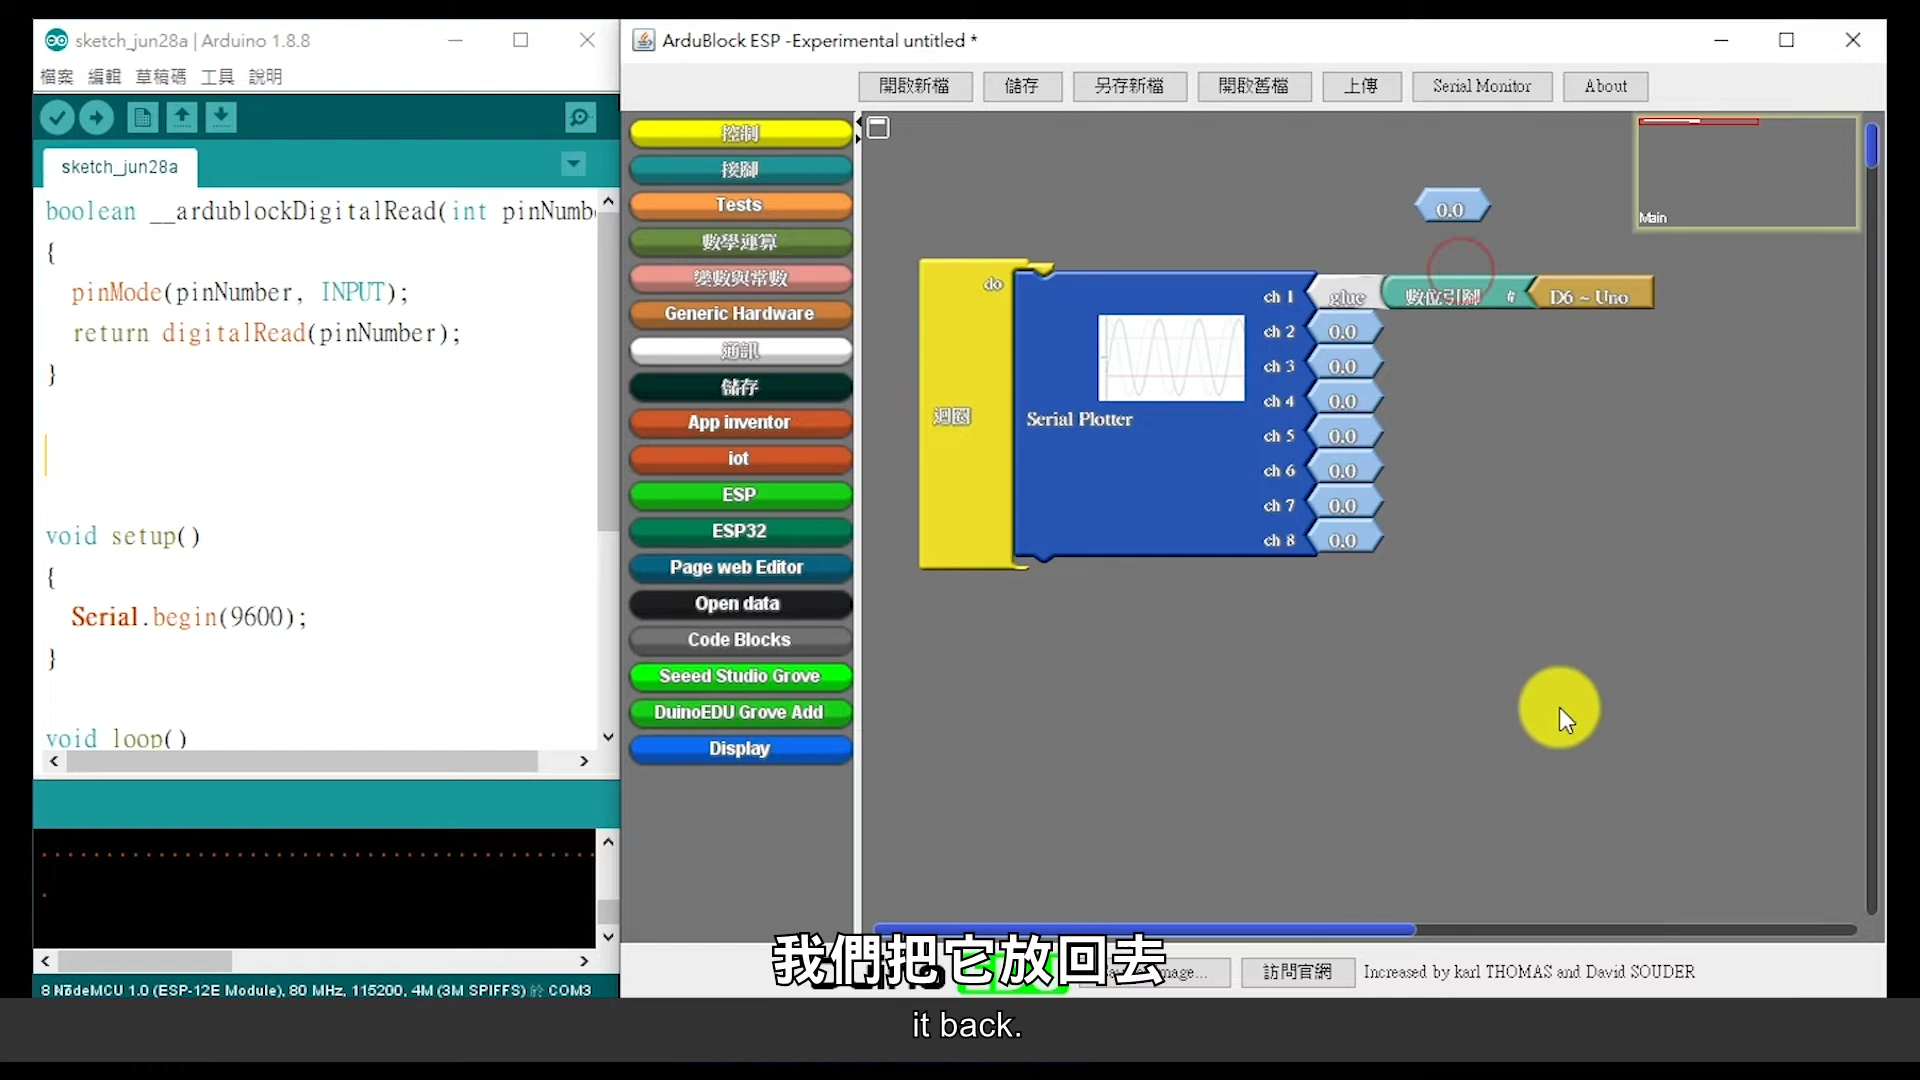 sketch_jun28a | Arduino 1.8.8
檔案 編輯 草稿碼 工具 說明
sketch_jun28a
boolean __ardublockDigitalRead(int pinNumb
{
pinMode(pinNumber, INPUT);
return digitalRead(pinNumber);
}
void setup()
{
Serial.begin(9600);
}
void loop()
8 NodeMCU 1.0 (ESP-12E Module), 80 MHz, 115200, 4M (3M SPIFFS) 於 COM3
ArduBlock ESP -Experimental untitled *
開啟新檔 儲存 另存新檔 開啟舊檔 上傳 Serial Monitor About
控制
接腳
Tests
數學運算
變數與常數
Generic Hardware
通訊
儲存
App inventor
iot
ESP
ESP32
Page web Editor
Open data
Code Blocks
Seeed Studio Grove
DuinoEDU Grove Add
Display
Main
0.0
do
迴圈
Serial Plotter
ch 1 glue 數位引腳 # D6 ~ Uno
ch 2 0.0
ch 3 0.0
ch 4 0.0
ch 5 0.0
ch 6 0.0
ch 7 0.0
ch 8 0.0
訪問官網 Increased by karl THOMAS and David SOUDER
我們把它放回去
it back.